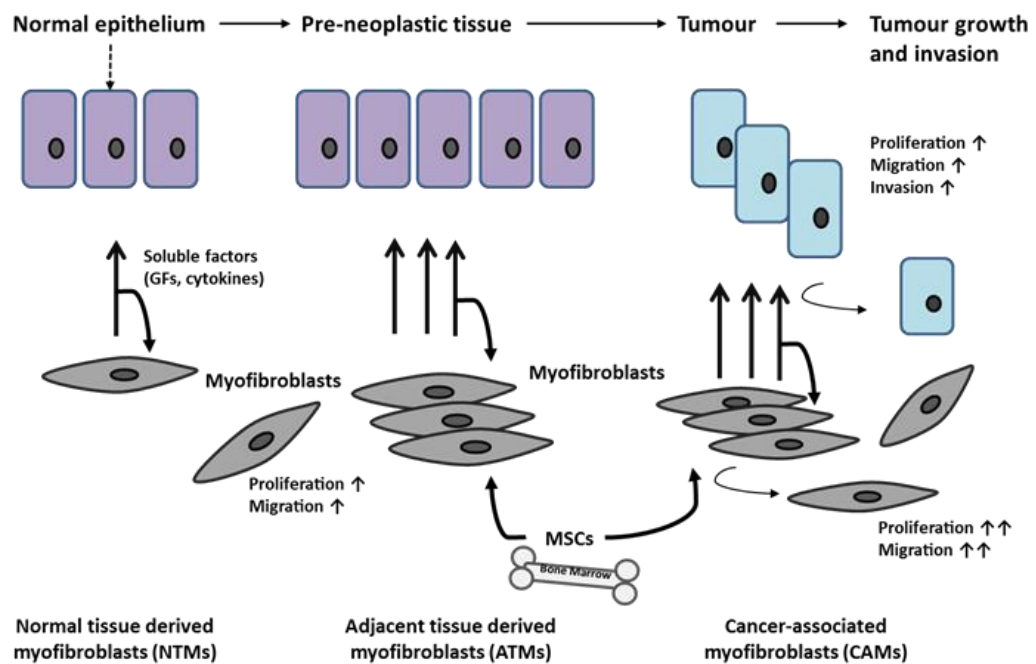 Normal epithelium
Pre-neoplastic tissue
Tumour
Tumour growth
and invasion
Proliferation ↑
Migration ↑
Invasion ↑
Soluble factors
(GFs, cytokines)
Myofibroblasts
Myofibroblasts
Proliferation ↑
Migration ↑
MSCs
Bone Marrow
Proliferation ↑↑
Migration ↑↑
Normal tissue derived
myofibroblasts (NTMs)
Adjacent tissue derived
myofibroblasts (ATMs)
Cancer-associated
myofibroblasts (CAMs)